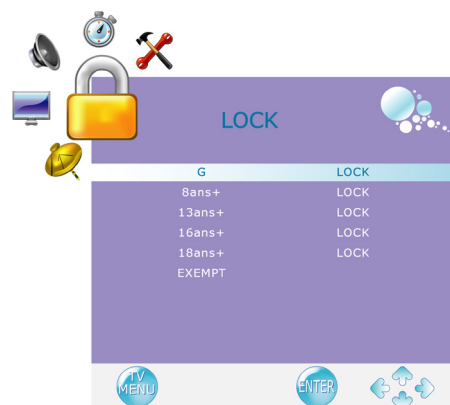 LOCK
G LOCK
8ans+ LOCK
13ans+ LOCK
16ans+ LOCK
18ans+ LOCK
EXEMPT
TV
MENU
ENTER